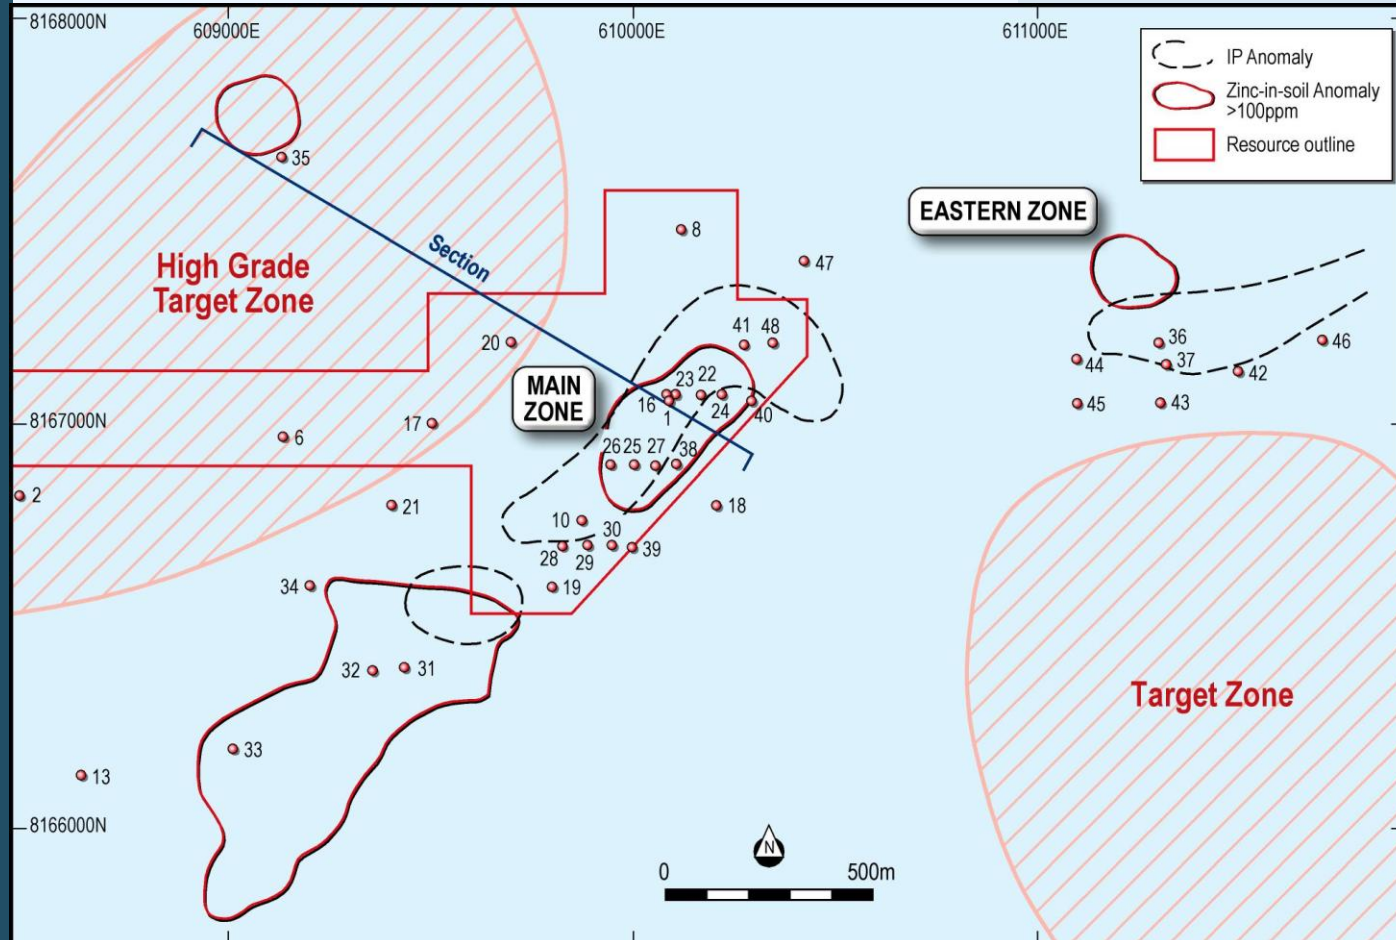 8168000N
609000E
610000E
611000E
IP Anomaly
Zinc-in-soil Anomaly
>100ppm
Resource outline
35
EASTERN ZONE
8
47
Section
High Grade
Target Zone
41
48
20
36
46
44
37
42
MAIN
ZONE
23
22
16
1
24
40
45
43
8167000N
17
6
26
25
27
38
2
21
18
10
30
28
29
39
34
19
32
31
Target Zone
33
13
8166000N
N
0
500m